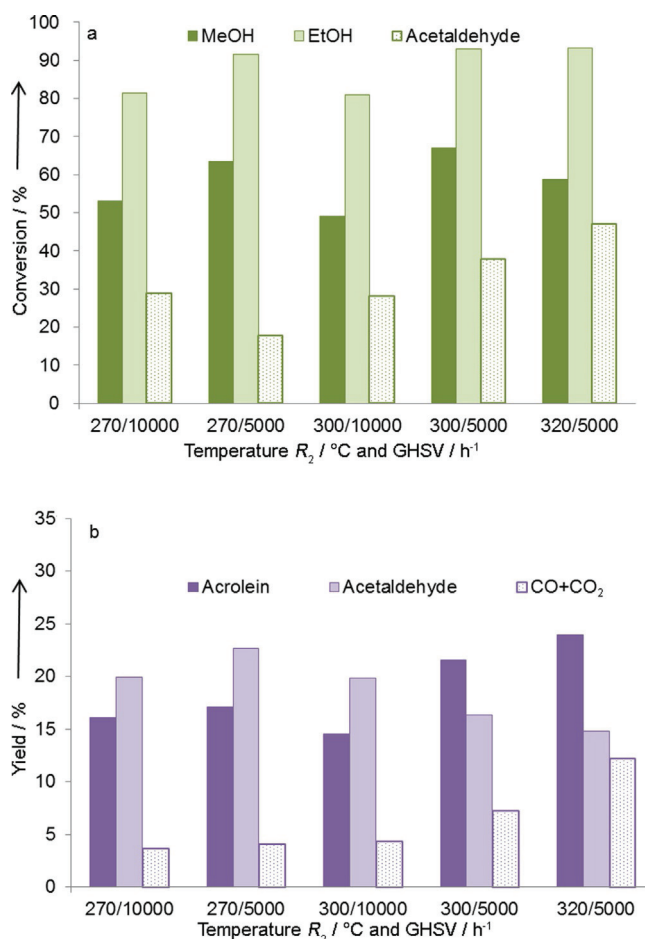 a
MeOH EtOH Acetaldehyde
100
90
80
70
60
50
40
30
20
10
0
Conversion / %
270/10000 270/5000 300/10000 300/5000 320/5000
Temperature R₂ / °C and GHSV / h⁻¹
b
Acrolein Acetaldehyde CO+CO₂
35
30
25
20
15
10
5
0
Yield / %
270/10000 270/5000 300/10000 300/5000 320/5000
Temperature R₂ / °C and GHSV / h⁻¹